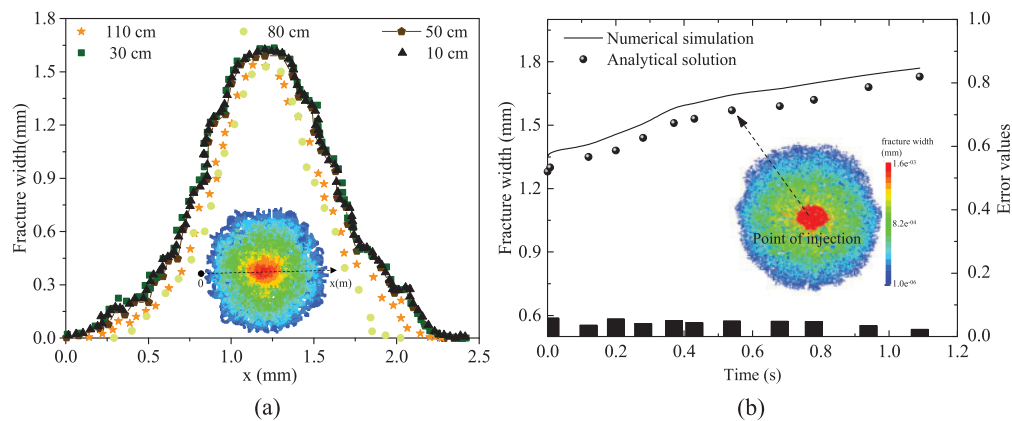 110 cm 80 cm 50 cm
30 cm 10 cm
1.8
1.5
1.2
0.9
0.6
0.3
0.0
Fracture width(mm)
0 x(m)
0.0 0.5 1.0 1.5 2.0 2.5
x (mm)
(a)
Numerical simulation
Analytical solution
1.8
1.5
1.2
0.9
0.6
Fracture width (mm)
fracture width
(mm)
1.6e-03
8.2e-04
1.0e-06
Point of injection
1.0
0.8
0.6
0.4
0.2
0.0
Error values
0.0 0.2 0.4 0.6 0.8 1.0 1.2
Time (s)
(b)